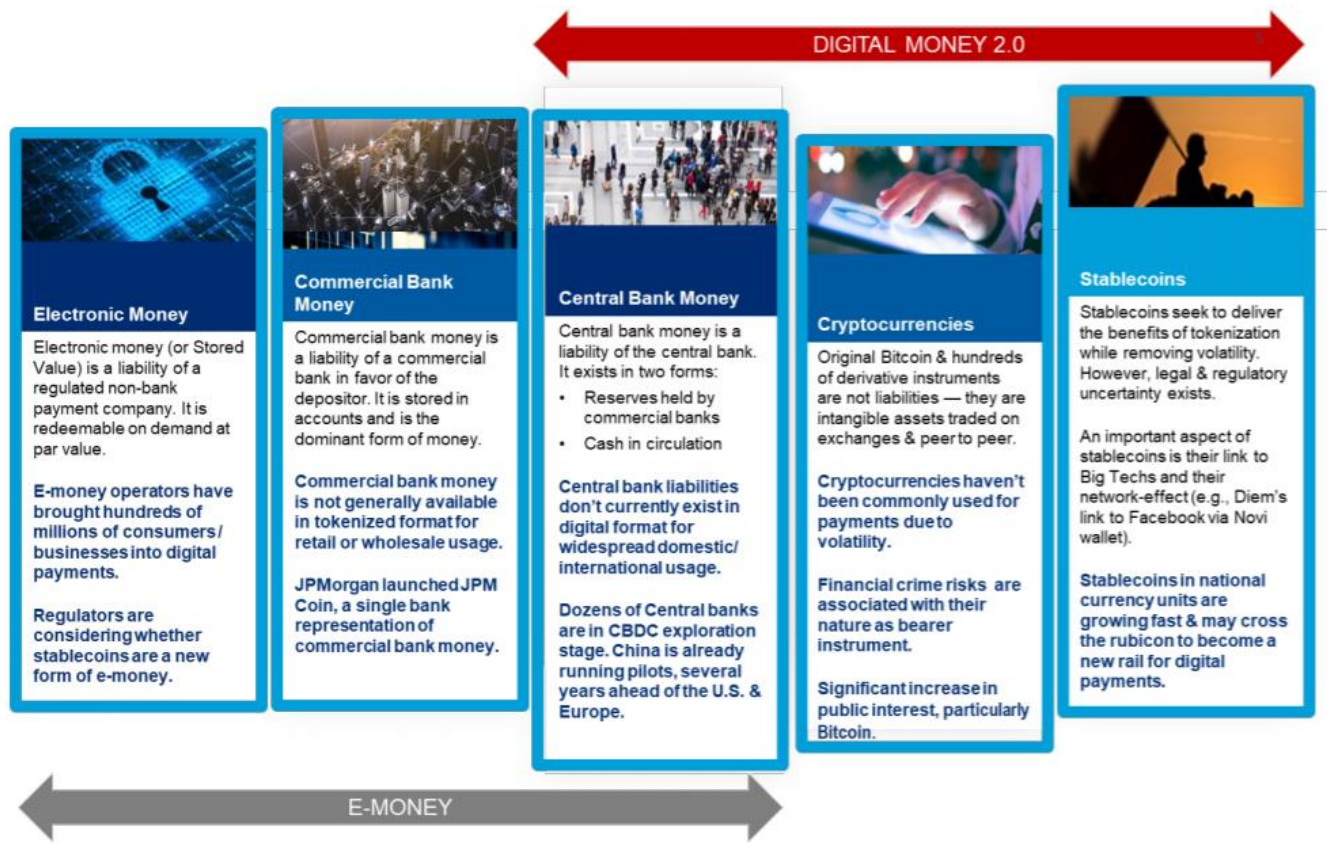 DIGITAL MONEY 2.0
Electronic Money
Electronic money (or Stored
Value) is a liability of a
regulated non-bank
payment company. It is
redeemable on demand at
par value.
E-money operators have
brought hundreds of
millions of consumers/
businesses into digital
payments.
Regulators are
considering whether
stablecoins are a new
form of e-money.
Commercial Bank
Money
Commercial bank money is
a liability of a commercial
bank in favor of the
depositor. It is stored in
accounts and is the
dominant form of money.
Commercial bank money
is not generally available
in tokenized format for
retail or wholesale usage.
JPMorgan launched JPM
Coin, a single bank
representation of
commercial bank money.
Central Bank Money
Central bank money is a
liability of the central bank.
It exists in two forms:
• Reserves held by
commercial banks
• Cash in circulation
Central bank liabilities
don't currently exist in
digital format for
widespread domestic/
international usage.
Dozens of Central banks
are in CBDC exploration
stage. China is already
running pilots, several
years ahead of the U.S. &
Europe.
Cryptocurrencies
Original Bitcoin & hundreds
of derivative instruments
are not liabilities — they are
intangible assets traded on
exchanges & peer to peer.
Cryptocurrencies haven't
been commonly used for
payments due to
volatility.
Financial crime risks are
associated with their
nature as bearer
instrument.
Significant increase in
public interest, particularly
Bitcoin.
Stablecoins
Stablecoins seek to deliver
the benefits of tokenization
while removing volatility.
However, legal & regulatory
uncertainty exists.
An important aspect of
stablecoins is their link to
Big Techs and their
network-effect (e.g., Diem's
link to Facebook via Novi
wallet).
Stablecoins in national
currency units are
growing fast & may cross
the rubicon to become a
new rail for digital
payments.
E-MONEY